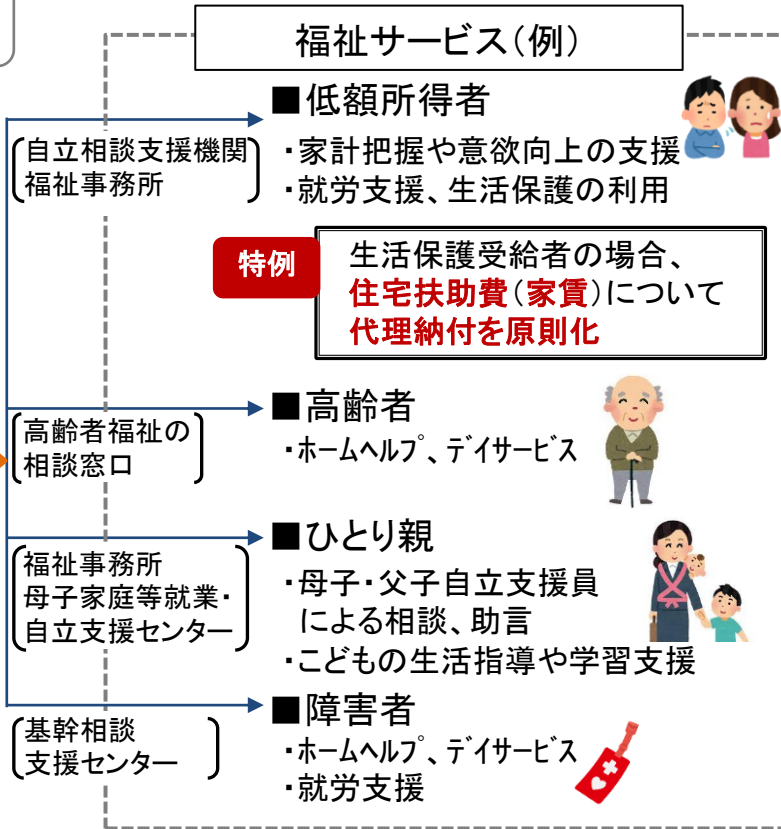 福祉サービス（例）
■低額所得者
自立相談支援機関
福祉事務所
・家計把握や意欲向上の支援
・就労支援、生活保護の利用
特例
生活保護受給者の場合、
住宅扶助費（家賃）について
代理納付を原則化
■高齢者
高齢者福祉の
相談窓口
・ﾎｰﾑﾍﾙﾌﾟ、ﾃﾞｲｻｰﾋﾞｽ
■ひとり親
福祉事務所
母子家庭等就業・
自立支援センター
・母子・父子自立支援員
による相談、助言
・こどもの生活指導や学習支援
■障害者
基幹相談
支援センター
・ﾎｰﾑﾍﾙﾌﾟ、ﾃﾞｲｻｰﾋﾞｽ
・就労支援